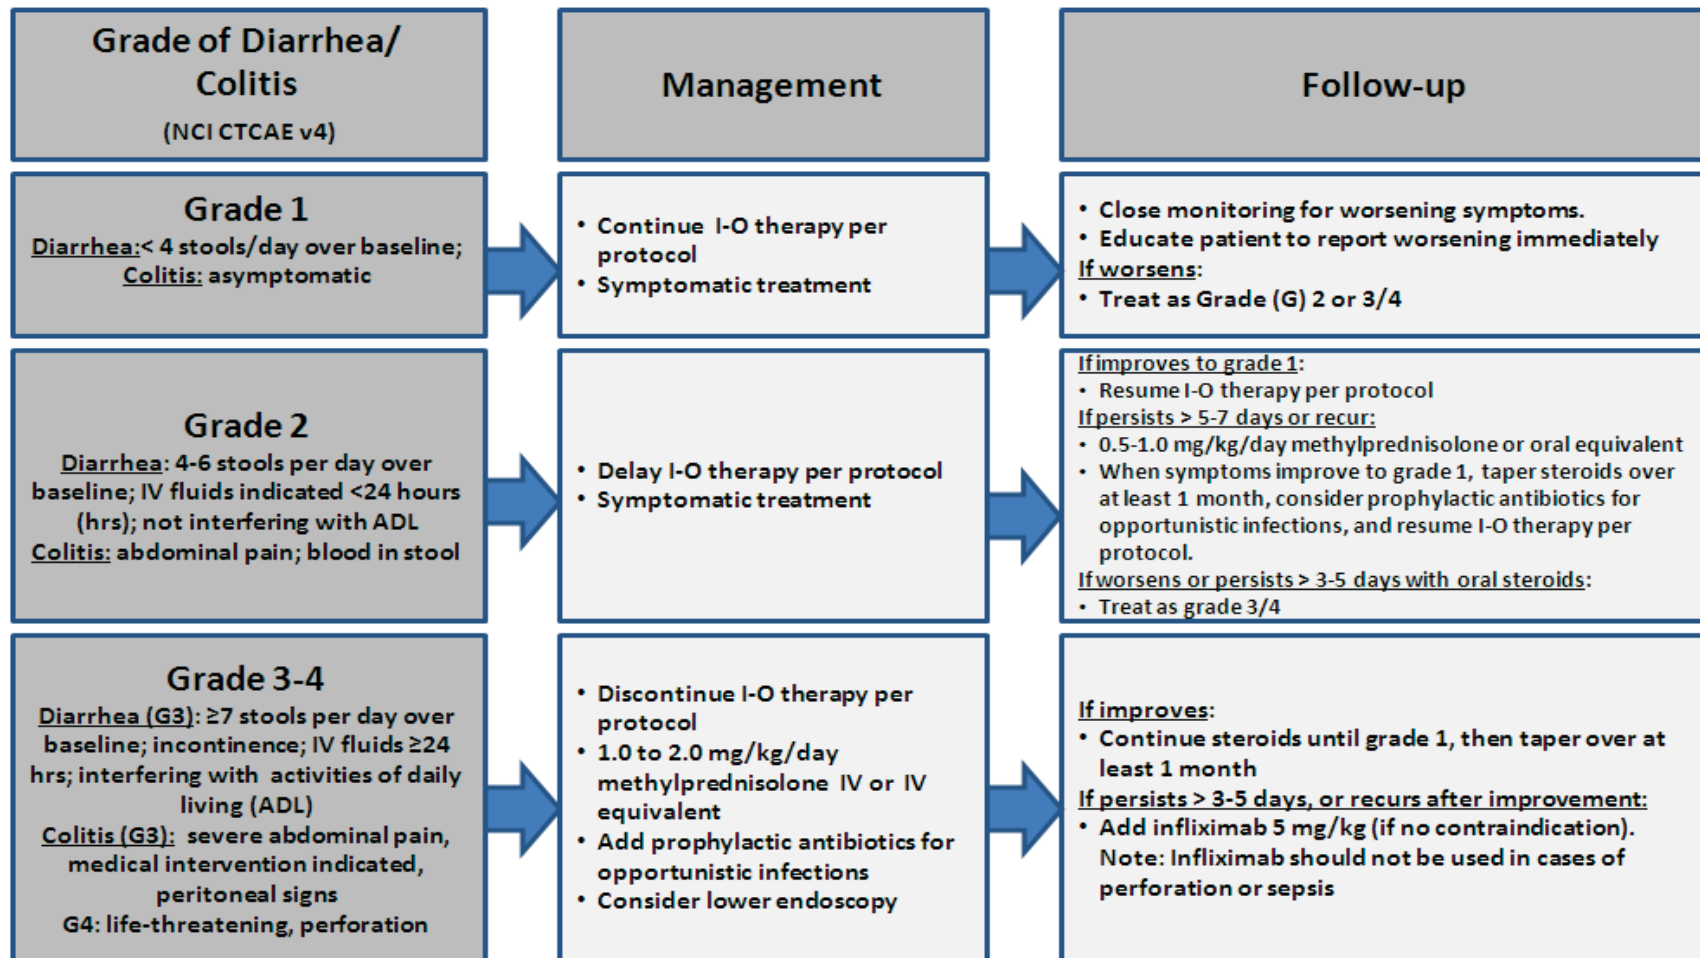 Grade of Diarrhea/
Colitis
(NCI CTCAE v4)
Management
Follow-up
Grade 1
Diarrhea:< 4 stools/day over baseline;
Colitis: asymptomatic
• Continue I-O therapy per
protocol
• Symptomatic treatment
• Close monitoring for worsening symptoms.
• Educate patient to report worsening immediately
If worsens:
• Treat as Grade (G) 2 or 3/4
Grade 2
Diarrhea: 4-6 stools per day over
baseline; IV fluids indicated <24 hours
(hrs); not interfering with ADL
Colitis: abdominal pain; blood in stool
• Delay I-O therapy per protocol
• Symptomatic treatment
If improves to grade 1:
• Resume I-O therapy per protocol
If persists > 5-7 days or recur:
• 0.5-1.0 mg/kg/day methylprednisolone or oral equivalent
• When symptoms improve to grade 1, taper steroids over
at least 1 month, consider prophylactic antibiotics for
opportunistic infections, and resume I-O therapy per
protocol.
If worsens or persists > 3-5 days with oral steroids:
• Treat as grade 3/4
Grade 3-4
Diarrhea (G3): ≥7 stools per day over
baseline; incontinence; IV fluids ≥24
hrs; interfering with activities of daily
living (ADL)
Colitis (G3): severe abdominal pain,
medical intervention indicated,
peritoneal signs
G4: life-threatening, perforation
• Discontinue I-O therapy per
protocol
• 1.0 to 2.0 mg/kg/day
methylprednisolone IV or IV
equivalent
• Add prophylactic antibiotics for
opportunistic infections
• Consider lower endoscopy
If improves:
• Continue steroids until grade 1, then taper over at
least 1 month
If persists > 3-5 days, or recurs after improvement:
• Add infliximab 5 mg/kg (if no contraindication).
Note: Infliximab should not be used in cases of
perforation or sepsis